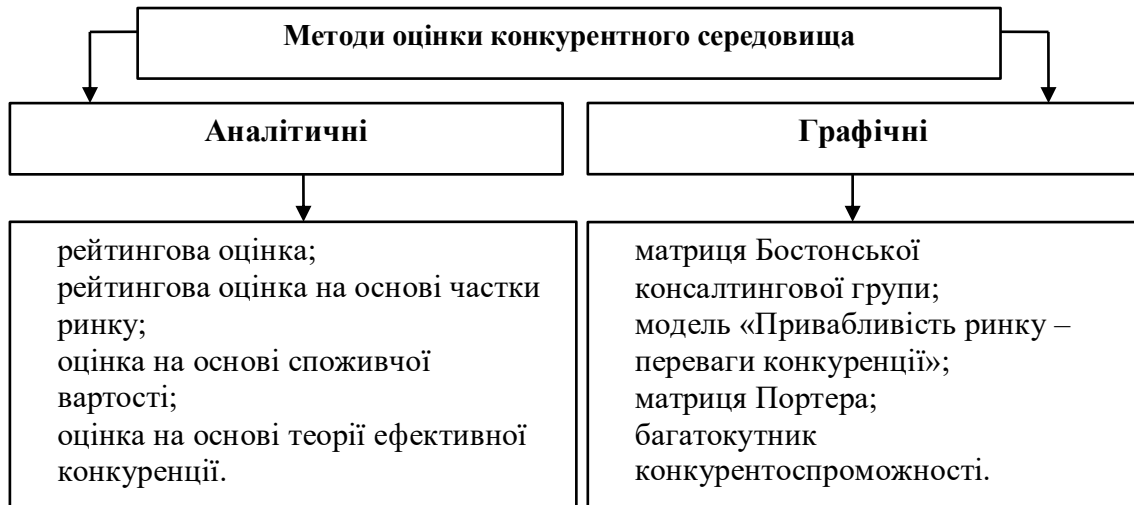 Методи оцінки конкурентного середовища
Аналітичні
Графічні
рейтингова оцінка;
рейтингова оцінка на основі частки
ринку;
оцінка на основі споживчої
вартості;
оцінка на основі теорії ефективної
конкуренції.
матриця Бостонської
консалтингової групи;
модель «Привабливість ринку –
переваги конкуренції»;
матриця Портера;
багатокутник
конкурентоспроможності.